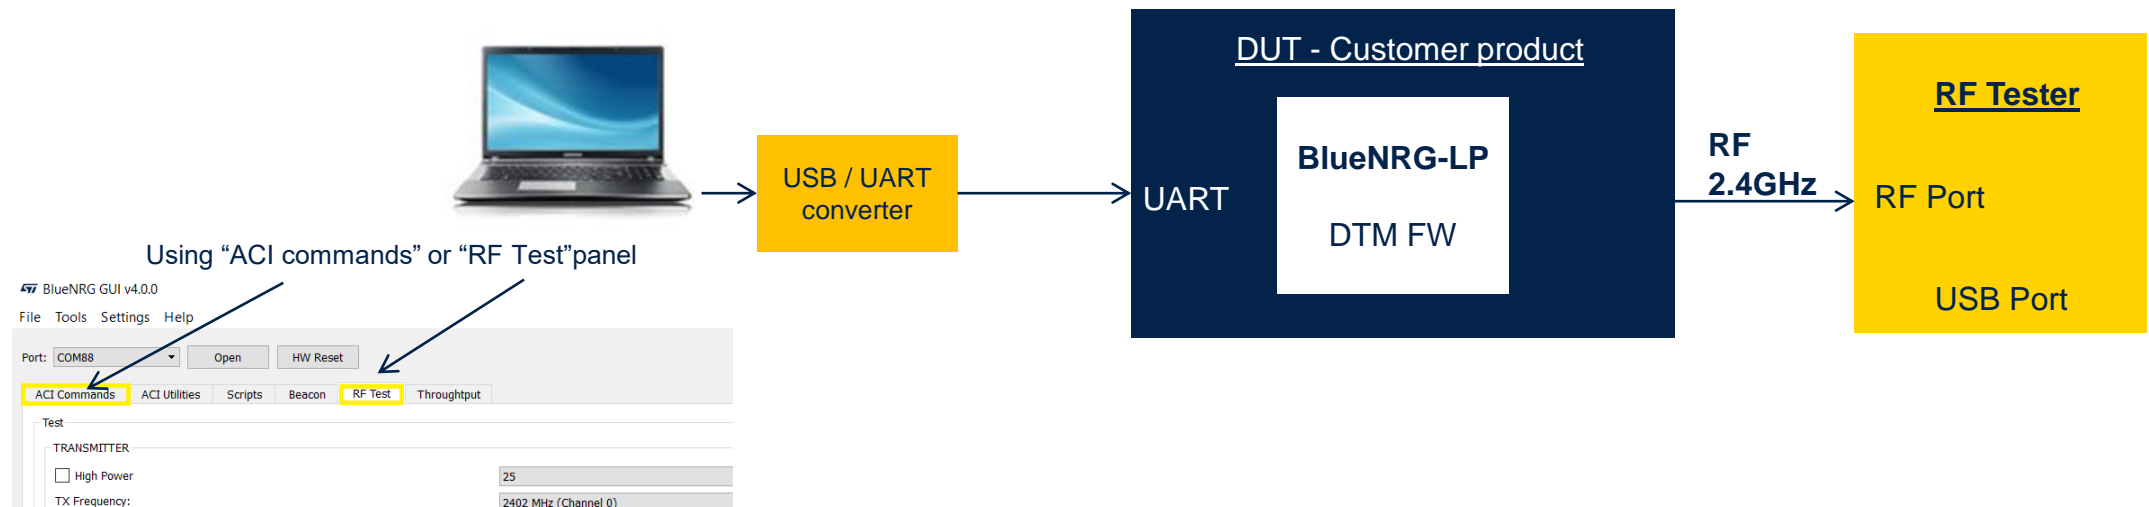 DUT - Customer product
RF Tester
BlueNRG-LP
DTM FW
UART
USB / UART
converter
RF
2.4GHz
RF Port
USB Port
Using “ACI commands” or “RF Test”panel
BlueNRG GUI v4.0.0
File Tools Settings Help
Port: COM88 Open HW Reset
ACI Commands ACI Utilities Scripts Beacon RF Test Throughtput
Test
TRANSMITTER
High Power 25
TX Frequency: 2402 MHz (Channel 0)